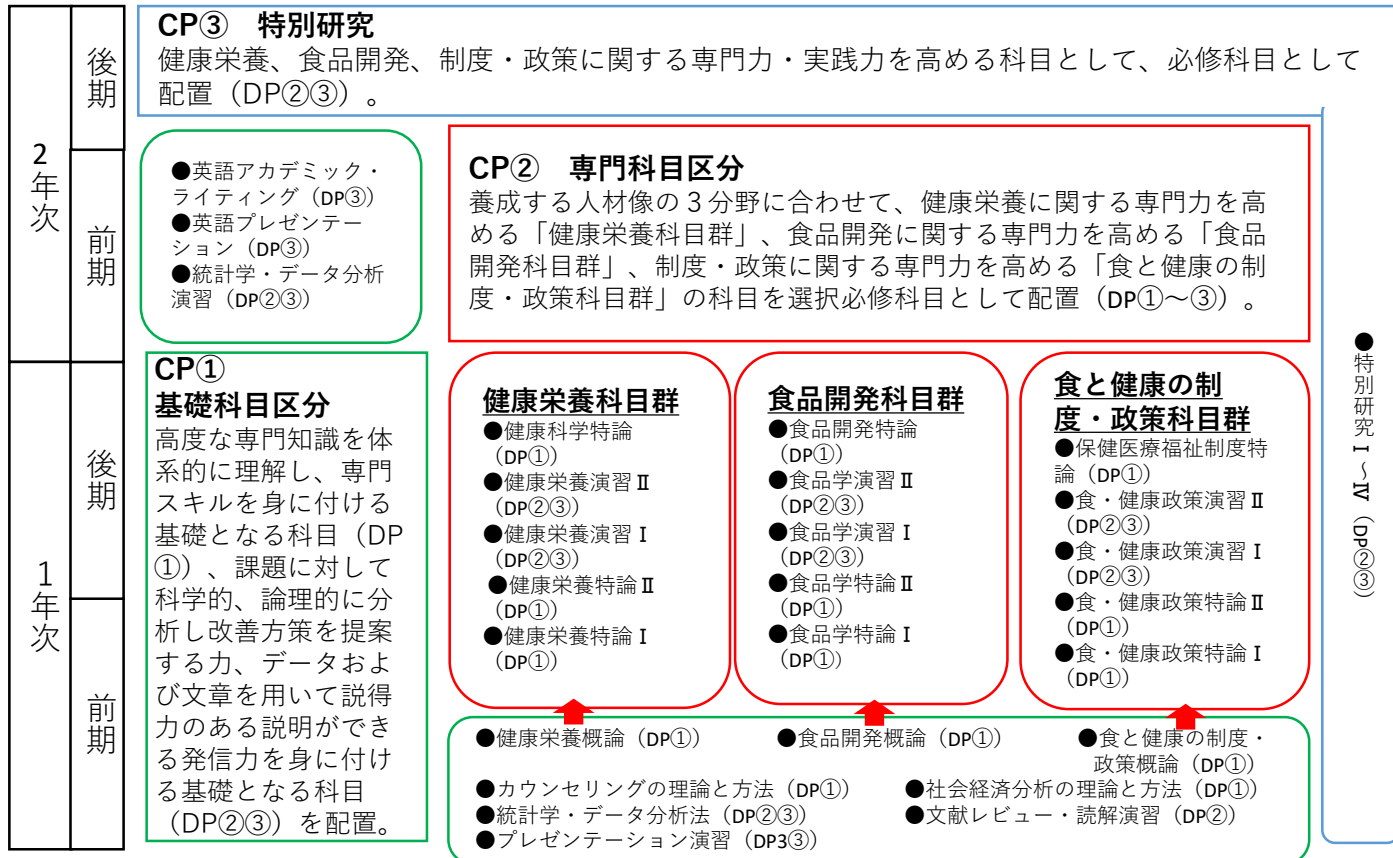 2年次
後期
前期
1年次
後期
前期
CP③　特別研究
健康栄養、食品開発、制度・政策に関する専門力・実践力を高める科目として、必修科目として
配置（DP②③）。
●英語アカデミック・
ライティング（DP③）
●英語プレゼンテー
ション（DP③）
●統計学・データ分析
演習（DP②③）
CP②　専門科目区分
養成する人材像の３分野に合わせて、健康栄養に関する専門力を高
める「健康栄養科目群」、食品開発に関する専門力を高める「食品
開発科目群」、制度・政策に関する専門力を高める「食と健康の制
度・政策科目群」の科目を選択必修科目として配置（DP①～③）。
CP①
基礎科目区分
高度な専門知識を体
系的に理解し、専門
スキルを身に付ける
基礎となる科目（DP
①）、課題に対して
科学的、論理的に分
析し改善方策を提案
する力、データおよ
び文章を用いて説得
力のある説明ができ
る発信力を身に付け
る基礎となる科目
（DP②③）を配置。
健康栄養科目群
●健康科学特論
（DP①）
●健康栄養演習Ⅱ
（DP②③）
●健康栄養演習Ⅰ
（DP②③）
●健康栄養特論Ⅱ
（DP①）
●健康栄養特論Ⅰ
（DP①）
食品開発科目群
●食品開発特論
（DP①）
●食品学演習Ⅱ
（DP②③）
●食品学演習Ⅰ
（DP②③）
●食品学特論Ⅱ
（DP①）
●食品学特論Ⅰ
（DP①）
食と健康の制
度・政策科目群
●保健医療福祉制度特
論（DP①）
●食・健康政策演習Ⅱ
（DP②③）
●食・健康政策演習Ⅰ
（DP②③）
●食・健康政策特論Ⅱ
（DP①）
●食・健康政策特論Ⅰ
（DP①）
●健康栄養概論（DP①）
●食品開発概論（DP①）
●食と健康の制度・
政策概論（DP①）
●カウンセリングの理論と方法（DP①）
●社会経済分析の理論と方法（DP①）
●統計学・データ分析法（DP②③）
●文献レビュー・読解演習（DP②）
●プレゼンテーション演習（DP3③）
●特別研究Ⅰ～Ⅳ（DP②③）